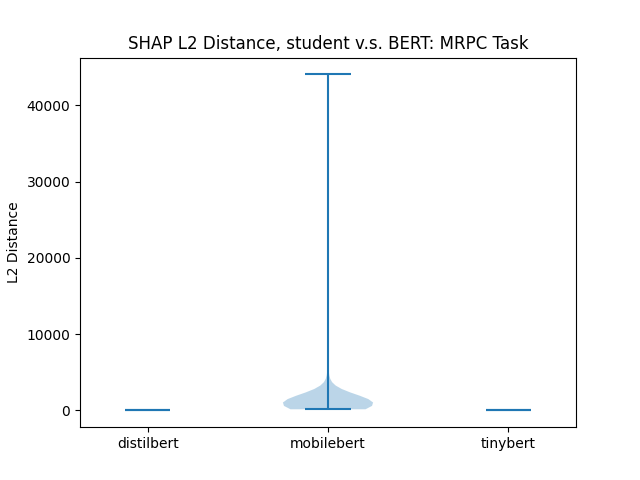 SHAP L2 Distance, student v.s. BERT: MRPC Task
L2 Distance
40000
30000
20000
10000
0
distilbert mobilebert tinybert